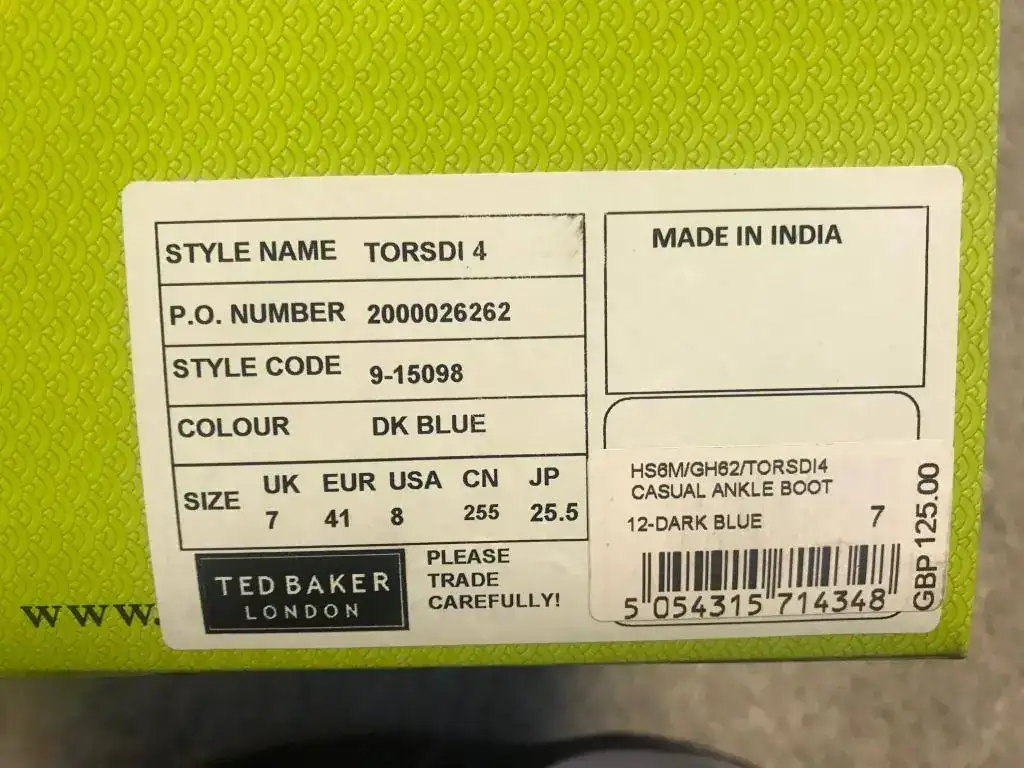 STYLE NAME TORSDI 4
P.O. NUMBER 2000026262
STYLE CODE 9-15098
COLOUR DK BLUE
SIZE UK EUR USA CN JP
7 41 8 255 25.5
TED BAKER
LONDON
PLEASE
TRADE
CAREFULLY!
MADE IN INDIA
HS6M/GH62/TORSDI4
CASUAL ANKLE BOOT
12-DARK BLUE 7
5 054315 714348
GBP 125.00
www.